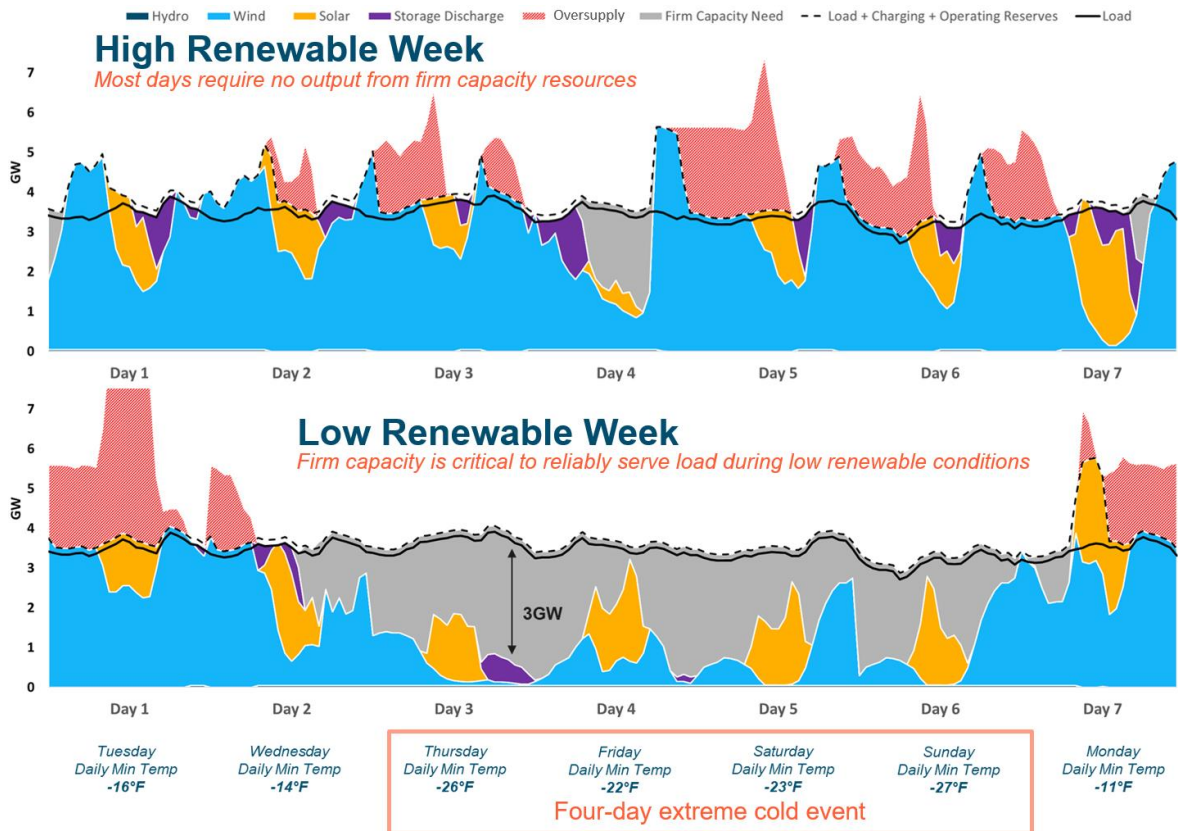 Hydro Wind Solar Storage Discharge Oversupply Firm Capacity Need Load + Charging + Operating Reserves Load
High Renewable Week
Most days require no output from firm capacity resources
GW
7
6
5
4
3
2
1
0
Day 1 Day 2 Day 3 Day 4 Day 5 Day 6 Day 7
Low Renewable Week
Firm capacity is critical to reliably serve load during low renewable conditions
GW
7
6
5
4
3
2
1
0
3GW
Day 1 Day 2 Day 3 Day 4 Day 5 Day 6 Day 7
Tuesday Wednesday Thursday Friday Saturday Sunday Monday
Daily Min Temp Daily Min Temp Daily Min Temp Daily Min Temp Daily Min Temp Daily Min Temp Daily Min Temp
-16°F -14°F -26°F -22°F -23°F -27°F -11°F
Four-day extreme cold event